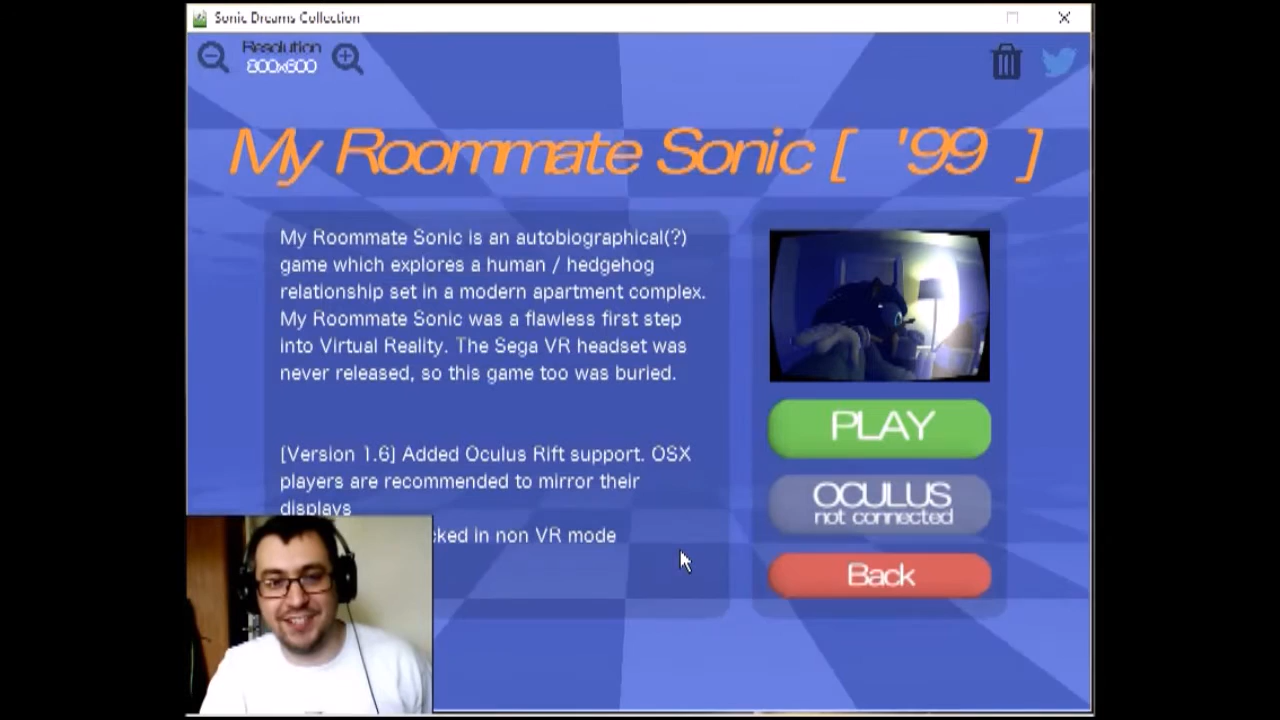 Sonic Dreams Collection
Resolution
800x600
My Roommate Sonic [ '99 ]
My Roommate Sonic is an autobiographical(?)
game which explores a human / hedgehog
relationship set in a modern apartment complex.
My Roommate Sonic was a flawless first step
into Virtual Reality. The Sega VR headset was
never released, so this game too was buried.
[Version 1.6] Added Oculus Rift support. OSX
players are recommended to mirror their
displays
cked in non VR mode
PLAY
OCULUS
not connected
Back